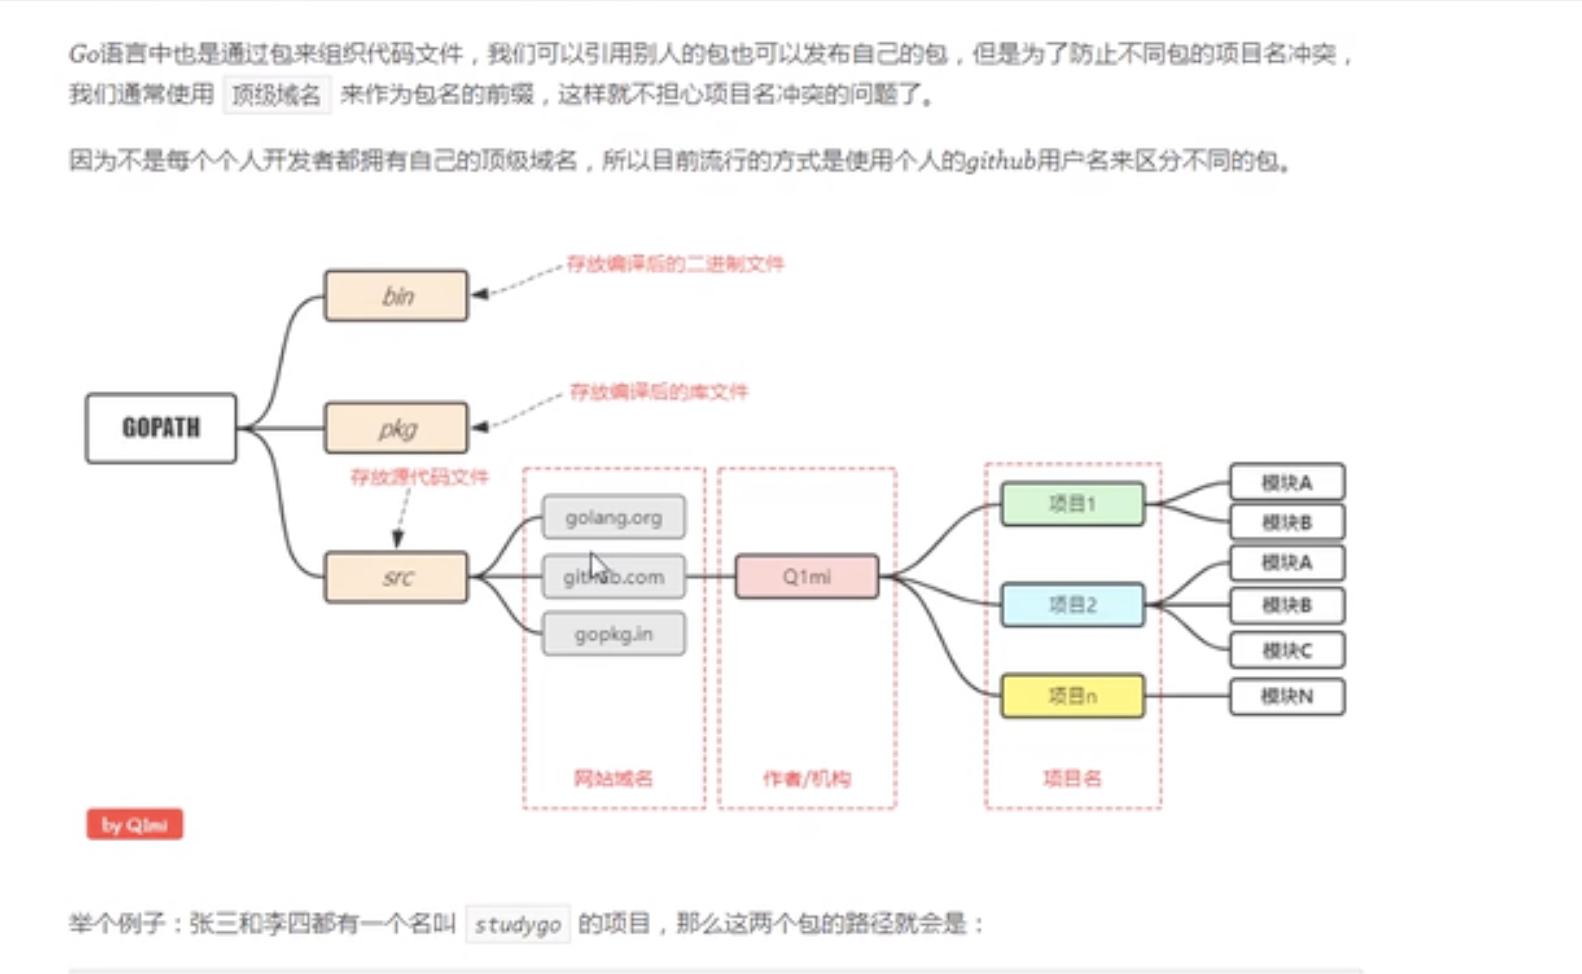 Go语言中也是通过包来组织代码文件，我们可以引用别人的包也可以发布自己的包，但是为了防止不同包的项目名冲突，
我们通常使用 顶级域名 来作为包名的前缀，这样就不担心项目名冲突的问题了。
因为不是每个个人开发者都拥有自己的顶级域名，所以目前流行的方式是使用个人的github用户名来区分不同的包。
存放编译后的二进制文件
bin
存放编译后的库文件
GOPATH
pkg
存放源代码文件
src
golang.org
github.com
gopkg.in
网站域名
Q1mi
作者/机构
项目1
项目2
项目n
项目名
模块A
模块B
模块A
模块B
模块C
模块N
by Q1mi
举个例子：张三和李四都有一个名叫 studygo 的项目，那么这两个包的路径就会是：